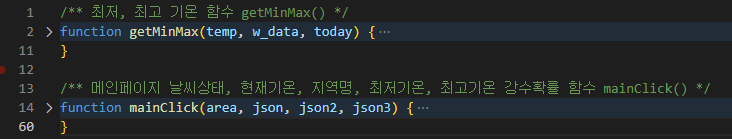 1 /** 최저, 최고 기온 함수 getMinMax() */
2 > function getMinMax(temp, w_data, today) { ...
11 }
12
13 /** 메인페이지 날씨상태, 현재기온, 지역명, 최저기온, 최고기온 강수확률 함수 mainClick() */
14 > function mainClick(area, json, json2, json3) { ...
60 }